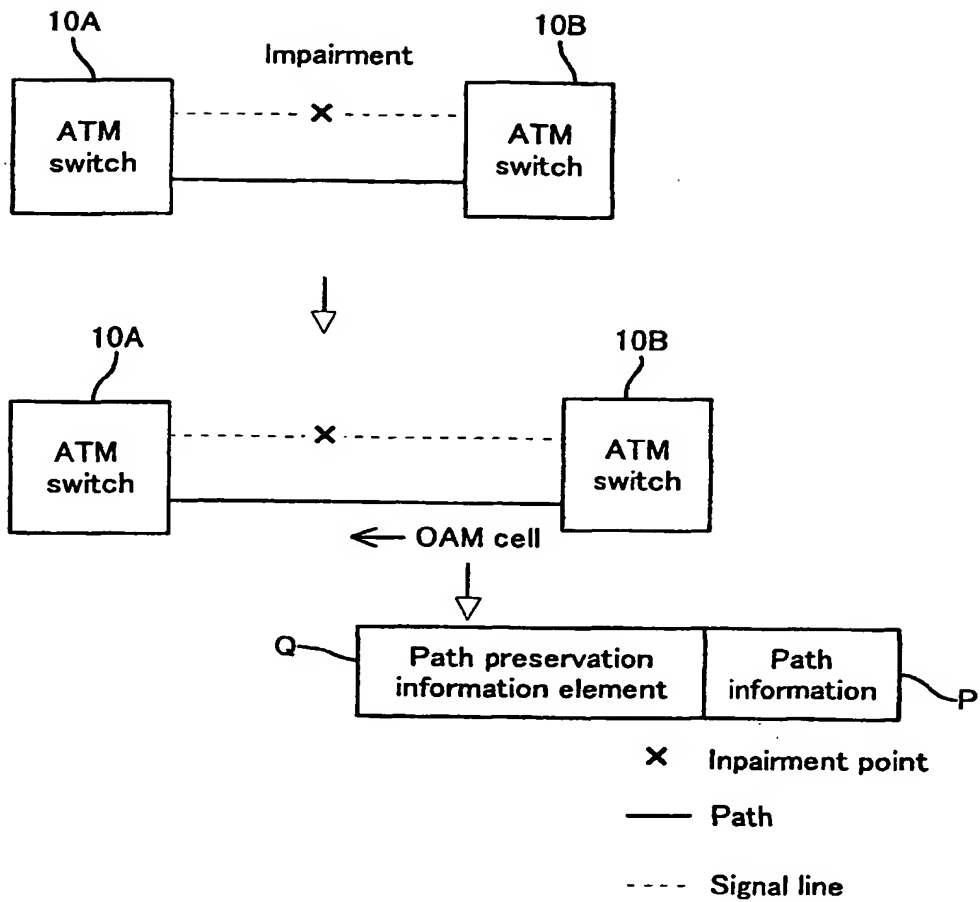 10A
10B
Impairment
ATM
switch
ATM
switch
10A
10B
ATM
switch
ATM
switch
OAM cell
Q
Path preservation
information element
Path
information
P
Inpairment point
Path
Signal line